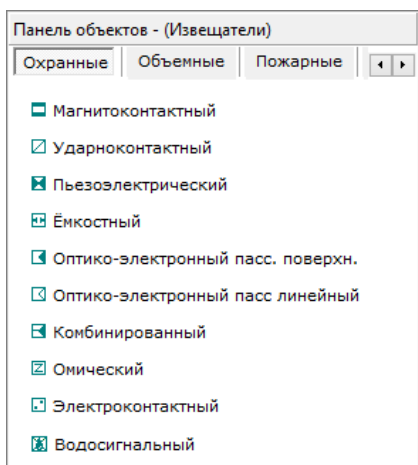 Панель объектов - (Извещатели)
Охранные Объемные Пожарные
Магнитоконтактный
Ударноконтактный
Пьезоэлектрический
Ёмкостный
Оптико-электронный пасс. поверхн.
Оптико-электронный пасс линейный
Комбинированный
Омический
Электроконтактный
Водосигнальный